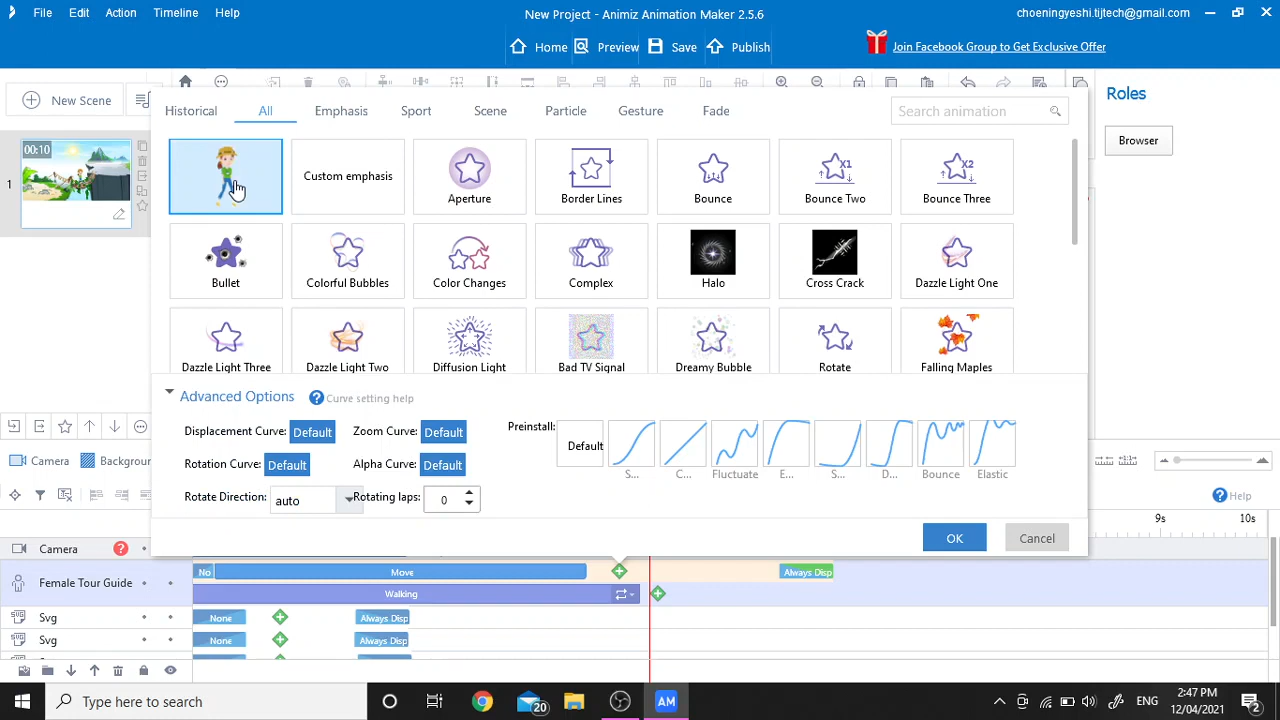 File Edit Action Timeline Help
New Project - Animiz Animation Maker 2.5.6
choeningyeshi.tijtech@gmail.com
Home Preview Save Publish
Join Facebook Group to Get Exclusive Offer
New Scene
Historical All Emphasis Sport Scene Particle Gesture Fade
Search animation
Roles
Browser
00:10
1
Custom emphasis
Aperture
Border Lines
Bounce
Bounce Two
Bounce Three
X1
X2
Bullet
Colorful Bubbles
Color Changes
Complex
Halo
Cross Crack
Dazzle Light One
Dazzle Light Three
Dazzle Light Two
Diffusion Light
Bad TV Signal
Dreamy Bubble
Rotate
Falling Maples
Advanced Options
? Curve setting help
Displacement Curve: Default
Zoom Curve: Default
Preinstall:
Default
S...
C...
Fluctuate
E...
S...
D...
Bounce
Elastic
Rotation Curve: Default
Alpha Curve: Default
Rotate Direction: auto
Rotating laps: 0
OK
Cancel
Camera
Backgroun
? Help
9s
10s
Camera ?
Female Tour Guide
No
Move
Always Disp
Walking
Svg
None
Always Disp
Svg
None
Always Disp
Type here to search
20
AM
ENG
2:47 PM
12/04/2021
2